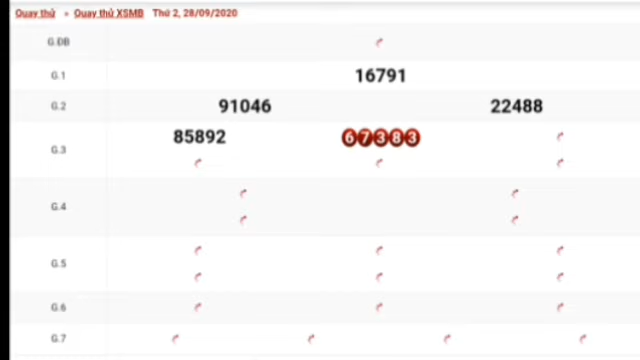 Quay thử » Quay thử XSMB Thứ 2, 28/09/2020
G.ĐB
G.1 16791
G.2 91046 22488
G.3 85892 67383
G.4
G.5
G.6
G.7